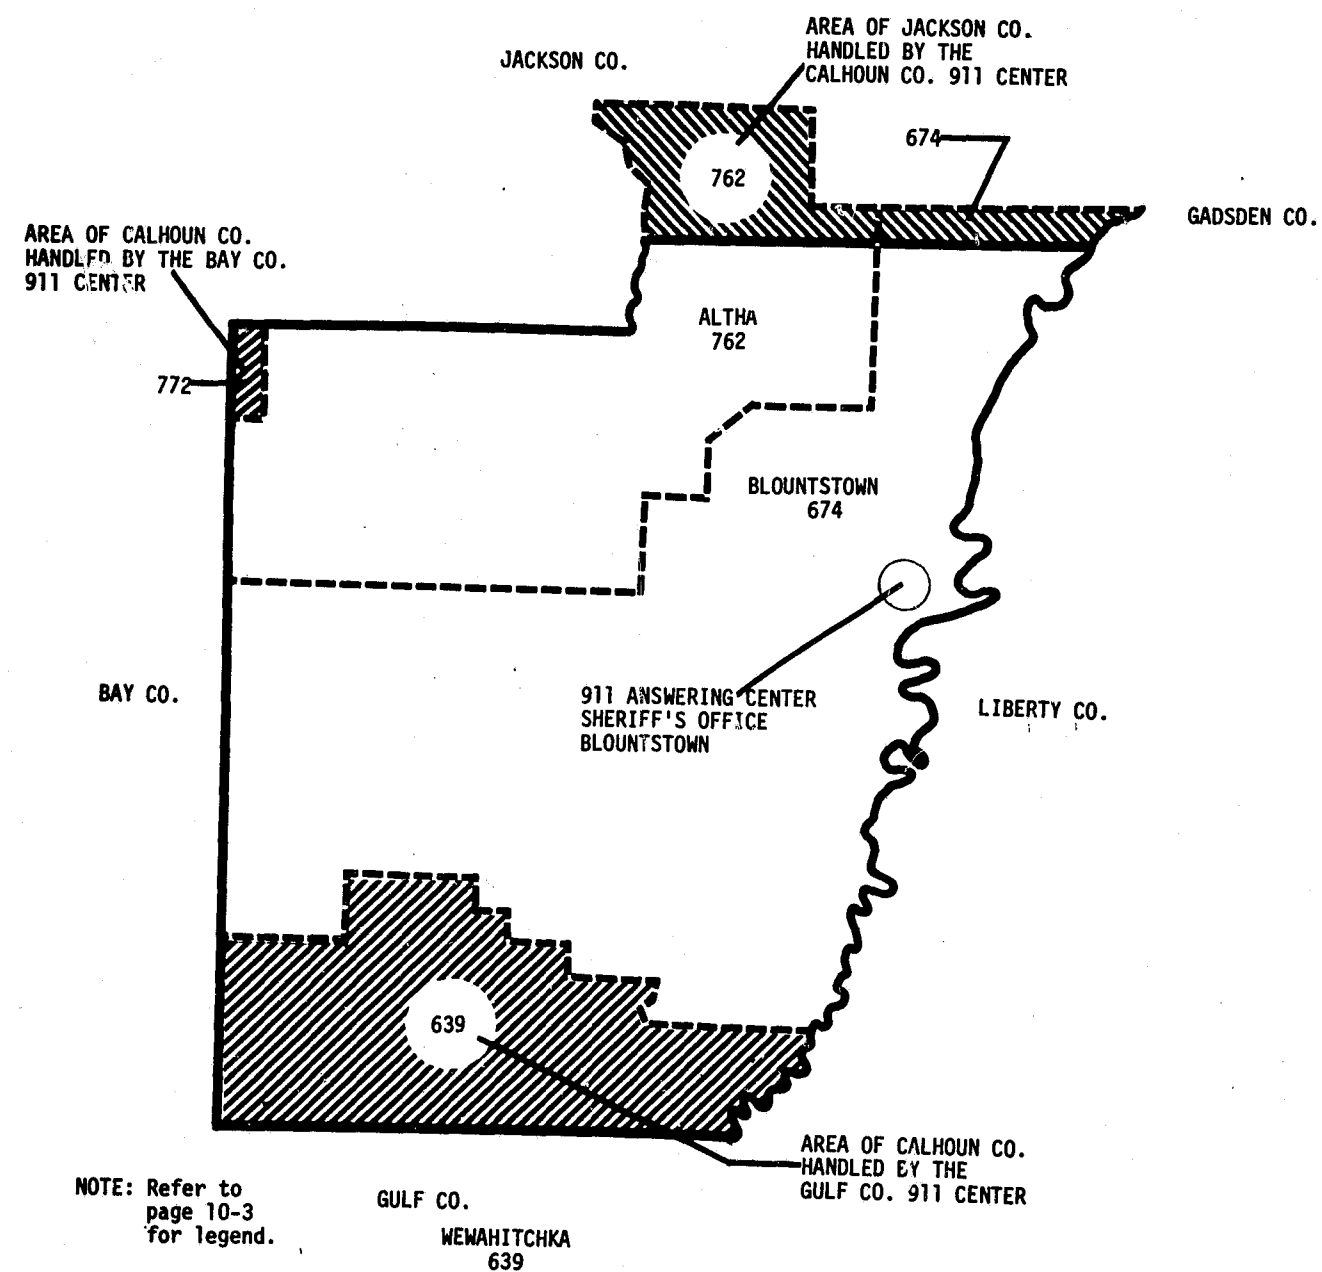 JACKSON CO.
AREA OF JACKSON CO.
HANDLED BY THE
CALHOUN CO. 911 CENTER
674
762
GADSDEN CO.
AREA OF CALHOUN CO.
HANDLED BY THE BAY CO.
911 CENTER
772
ALTHA
762
BLOUNTSTOWN
674
BAY CO.
911 ANSWERING CENTER
SHERIFF'S OFFICE
BLOUNTSTOWN
LIBERTY CO.
639
AREA OF CALHOUN CO.
HANDLED BY THE
GULF CO. 911 CENTER
NOTE: Refer to
page 10-3
for legend.
GULF CO.
WEWAHITCHKA
639